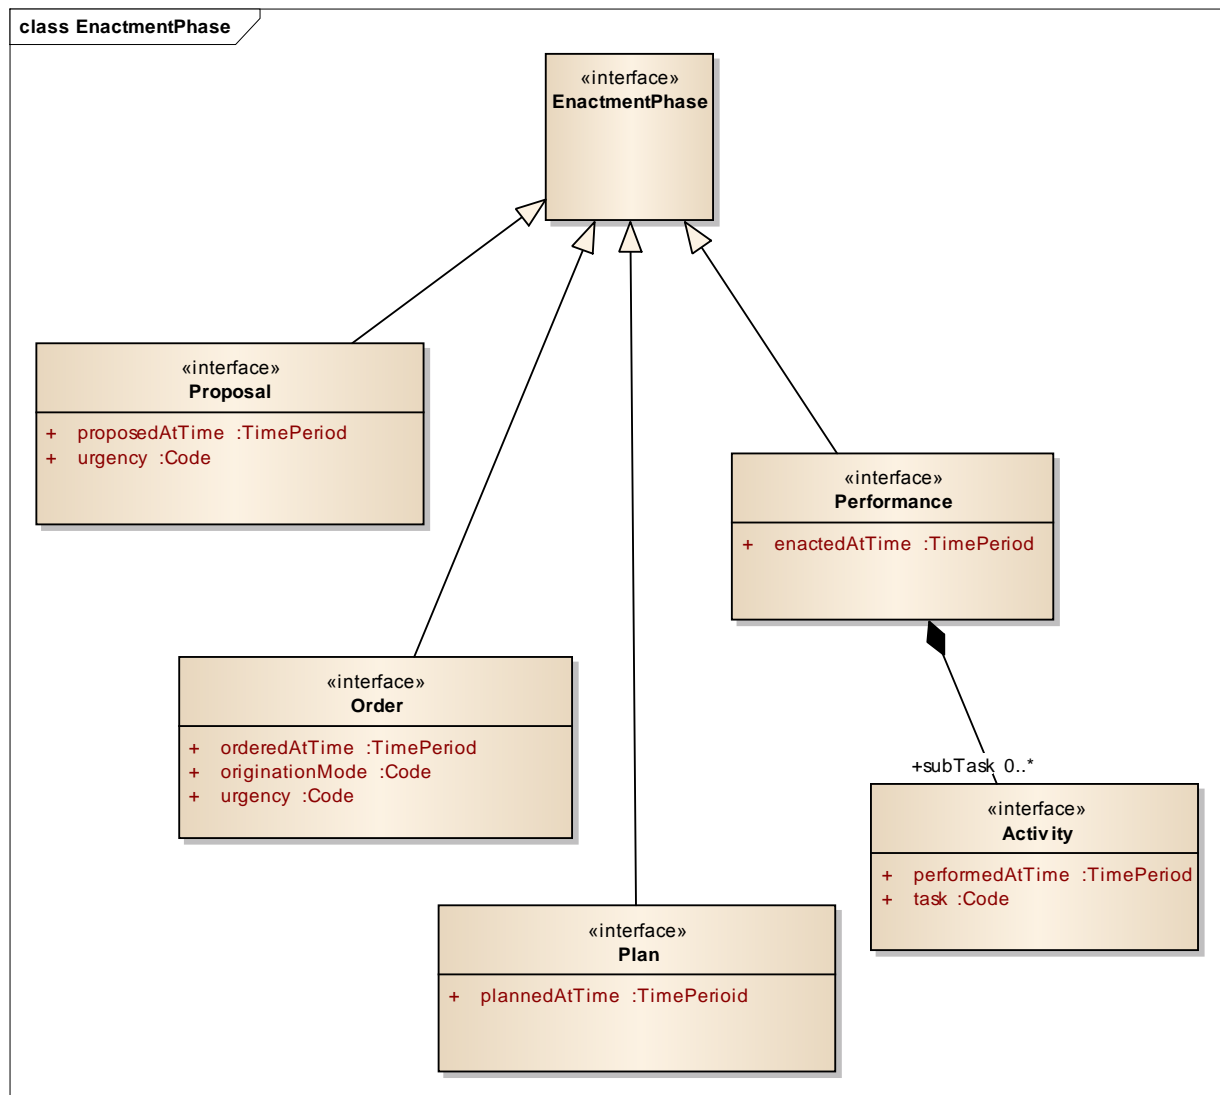 class EnactmentPhase
«interface»
EnactmentPhase
«interface»
Proposal
+ proposedAtTime :TimePeriod
+ urgency :Code
«interface»
Performance
+ enactedAtTime :TimePeriod
«interface»
Order
+ orderedAtTime :TimePeriod
+ originationMode :Code
+ urgency :Code
+subTask 0..*
«interface»
Activity
+ performedAtTime :TimePeriod
+ task :Code
«interface»
Plan
+ plannedAtTime :TimePerioid